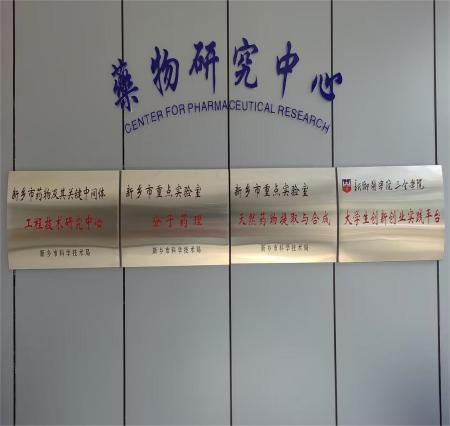 藥物研究中心
CENTER FOR PHARMACEUTICAL RESEARCH
新乡市药物及其关键中间体
工程技术研究中心
新乡市科学技术局
新乡市重点实验室
分子药理
新乡市科学技术局
新乡市重点实验室
天然药物提取与合成
新乡市科学技术局
新鄉醫學院三全學院
大学生创新创业实践平台